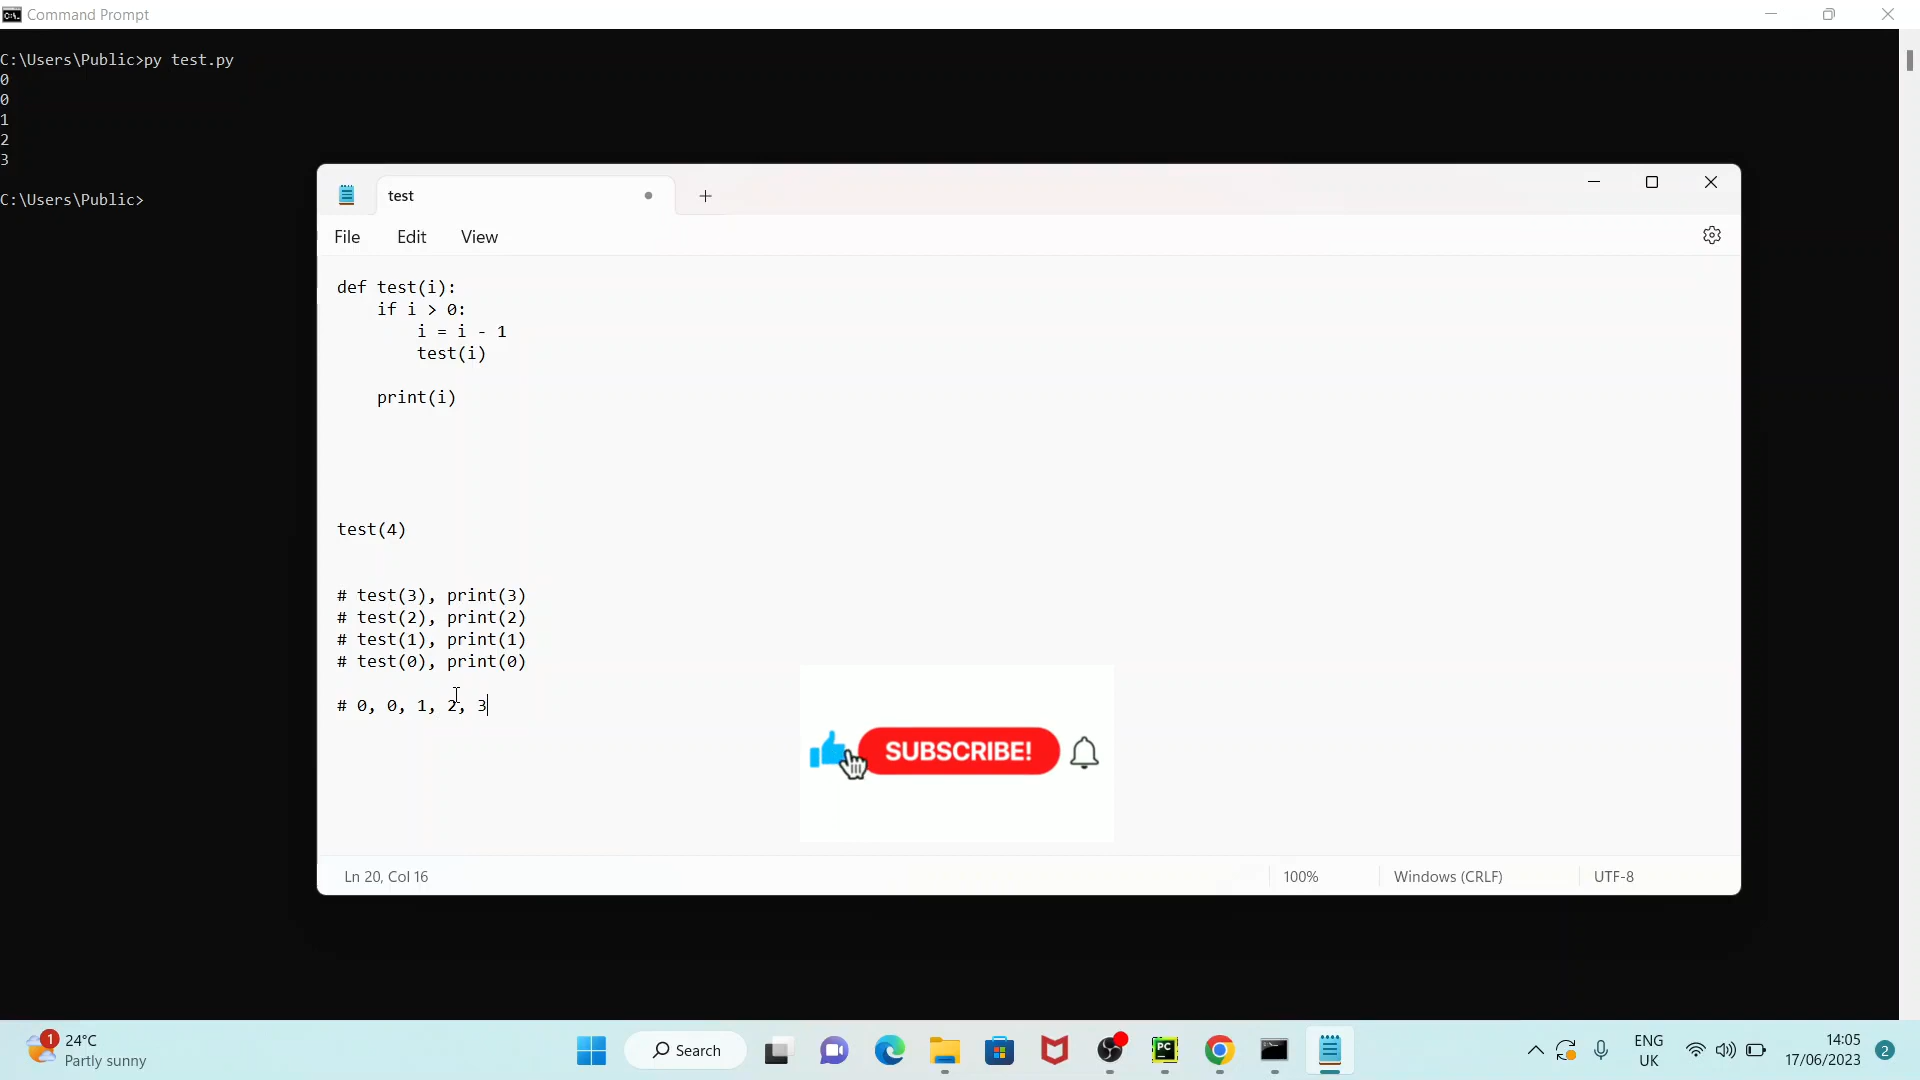 Command Prompt
C:\Users\Public>py test.py
0
0
1
2
3
C:\Users\Public>
test
File Edit View
def test(i):
    if i > 0:
        i = i - 1
        test(i)
    print(i)
test(4)
# test(3), print(3)
# test(2), print(2)
# test(1), print(1)
# test(0), print(0)
# 0, 0, 1, 2, 3
SUBSCRIBE!
Ln 20, Col 16
100%
Windows (CRLF)
UTF-8
1
24°C
Partly sunny
Search
PC
ENG
UK
14:05
17/06/2023
2